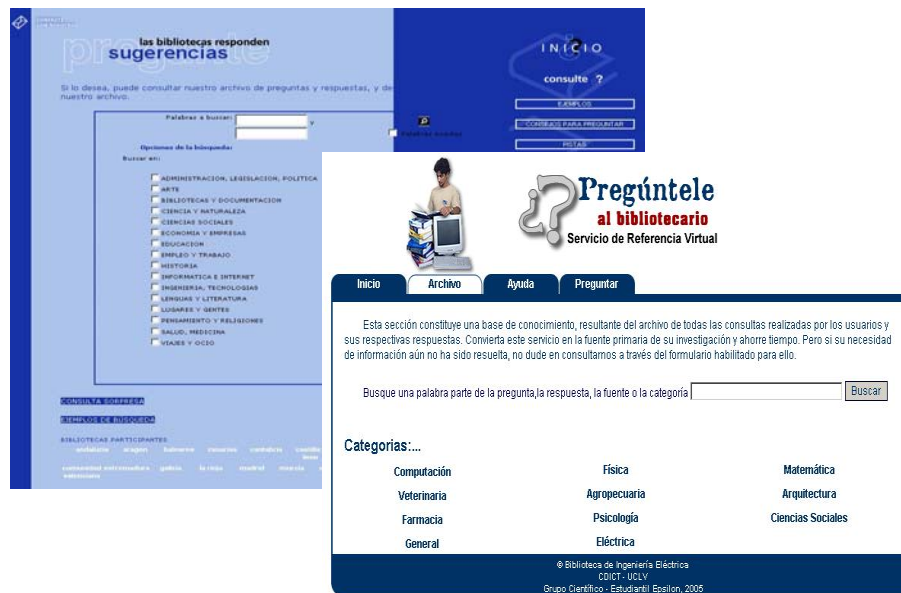 pregunte
las bibliotecas responden
sugerencias
Si lo desea, puede consultar nuestro archivo de preguntas y respuestas, y de
nuestro archivo.
Palabras a buscar: y
Palabras exactas
Opciones de la búsqueda:
Buscar en:
ADMINISTRACION, LEGISLACION, POLITICA
ARTE
BIBLIOTECAS Y DOCUMENTACION
CIENCIA Y NATURALEZA
CIENCIAS SOCIALES
ECONOMIA Y EMPRESAS
EDUCACION
EMPLEO Y TRABAJO
HISTORIA
INFORMATICA E INTERNET
INGENIERIA, TECNOLOGIAS
LENGUAS Y LITERATURA
LUGARES Y GENTES
PENSAMIENTO Y RELIGIONES
SALUD, MEDICINA
VIAJES Y OCIO
CONSULTA SORPRESA
EJEMPLOS DE BUSQUEDA
BIBLIOTECAS PARTICIPANTES
andalucia aragon baleares canarias cantabria castilla
comunidad extremadura galicia la rioja madrid murcia
valenciana
INICIO
consulte ?
EJEMPLOS
CONSEJOS PARA PREGUNTAR
PISTAS
Pregúntele
al bibliotecario
Servicio de Referencia Virtual
Inicio Archivo Ayuda Preguntar
Esta sección constituye una base de conocimiento, resultante del archivo de todas las consultas realizadas por los usuarios y
sus respectivas respuestas. Convierta este servicio en la fuente primaria de su investigación y ahorre tiempo. Pero si su necesidad
de información aún no ha sido resuelta, no dude en consultarnos a través del formulario habilitado para ello.
Busque una palabra parte de la pregunta,la respuesta, la fuente o la categoría Buscar
Categorias:...
Computación Física Matemática
Veterinaria Agropecuaria Arquitectura
Farmacia Psicología Ciencias Sociales
General Eléctrica
© Biblioteca de Ingeniería Eléctrica
CDICT - UCLV
Grupo Científico - Estudiantil Epsilon, 2005